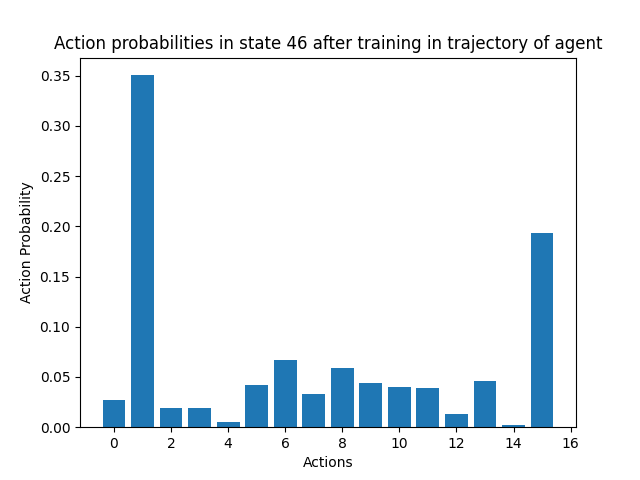 Action probabilities in state 46 after training in trajectory of agent
0.35
0.30
0.25
0.20
0.15
0.10
0.05
0.00
Action Probability
0 2 4 6 8 10 12 14 16
Actions